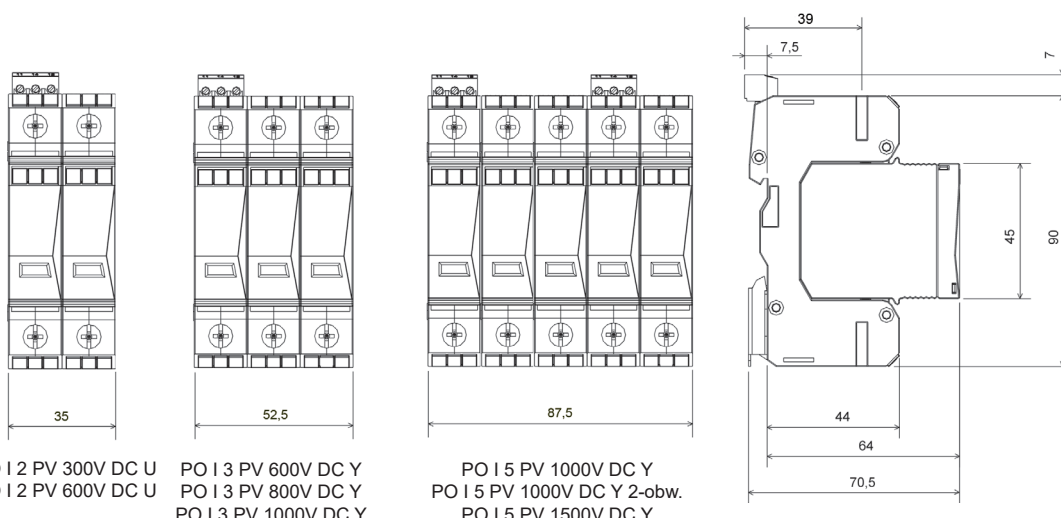 39
7,5
7
45
90
35
52,5
87,5
44
64
70,5
I 2 PV 300V DC U
I 2 PV 600V DC U
PO I 3 PV 600V DC Y
PO I 3 PV 800V DC Y
PO I 3 PV 1000V DC Y
PO I 5 PV 1000V DC Y
PO I 5 PV 1000V DC Y 2-obw.
PO I 5 PV 1500V DC Y